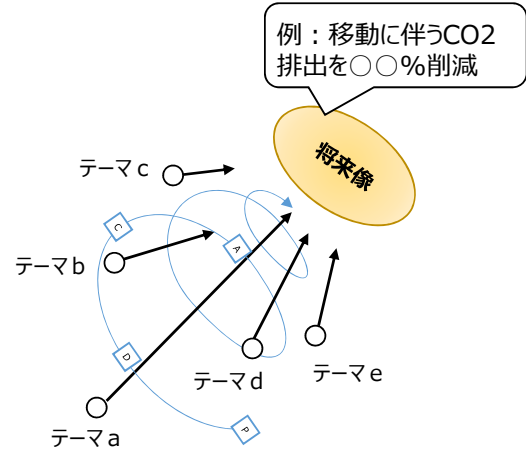 例：移動に伴うCO2
排出を○○％削減
将来像
テーマc
C
テーマb
A
D
テーマd
テーマe
テーマa
P